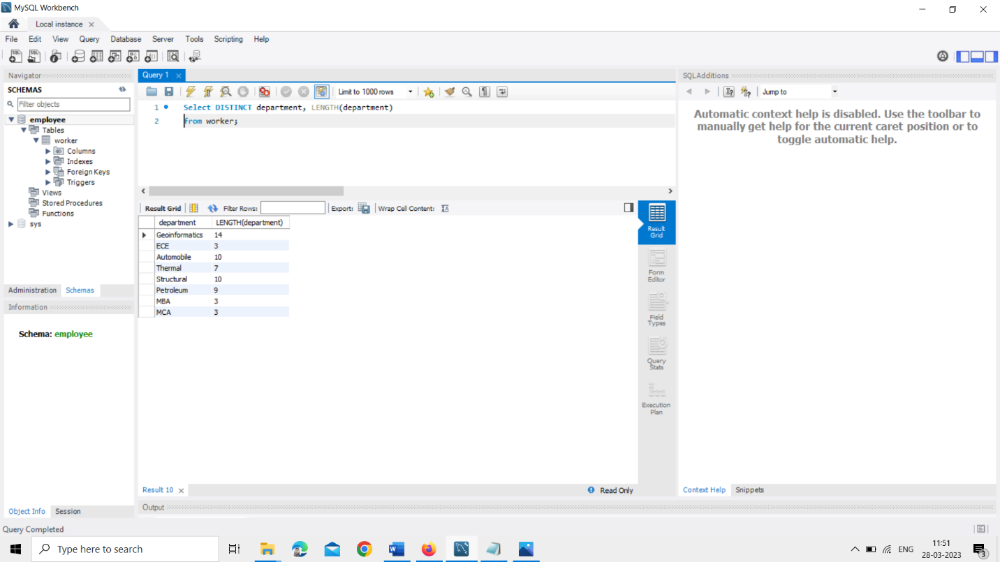 MySQL Workbench
Local instance
File Edit View Query Database Server Tools Scripting Help
Navigator
SCHEMAS
Filter objects
employee
Tables
worker
Columns
Indexes
Foreign Keys
Triggers
Views
Stored Procedures
Functions
sys
Administration Schemas
Information
Schema: employee
Object Info Session
Query 1
Limit to 1000 rows
1 Select DISTINCT department, LENGTH(department)
2 from worker;
Result Grid Filter Rows: Export: Wrap Cell Content:
department LENGTH(department)
Geoinformatics 14
ECE 3
Automobile 10
Thermal 7
Structural 10
Petroleum 9
MBA 3
MCA 3
Result Grid
Form Editor
Field Types
Query Stats
Execution Plan
Result 10
Read Only
Output
SQLAdditions
Jump to
Automatic context help is disabled. Use the toolbar to
manually get help for the current caret position or to
toggle automatic help.
Context Help Snippets
Query Completed
Type here to search
ENG
11:51
28-03-2023
3